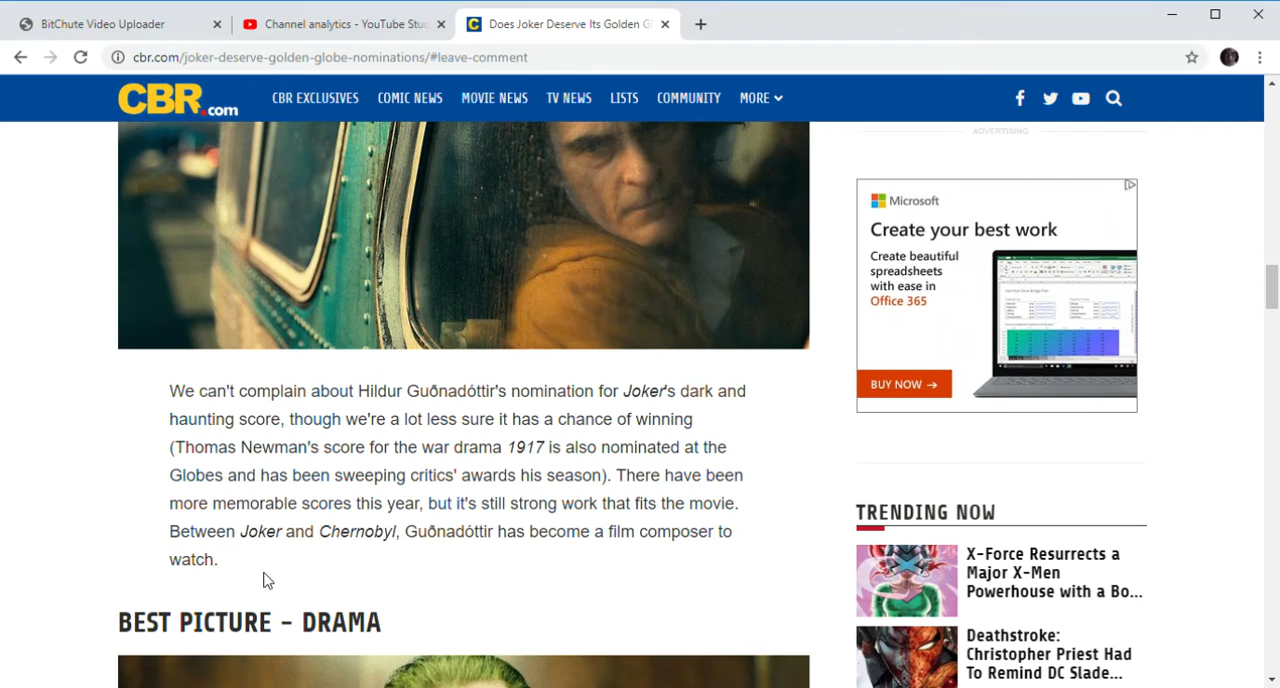 BitChute Video Uploader
Channel analytics - YouTube Stu
Does Joker Deserve Its Golden G
cbr.com/joker-deserve-golden-globe-nominations/#leave-comment
CBR.com
CBR EXCLUSIVES COMIC NEWS MOVIE NEWS TV NEWS LISTS COMMUNITY MORE
ADVERTISING
Microsoft
Create your best work
Create beautiful
spreadsheets
with ease in
Office 365
BUY NOW →
We can't complain about Hildur Guðnadóttir's nomination for Joker's dark and
haunting score, though we're a lot less sure it has a chance of winning
(Thomas Newman's score for the war drama 1917 is also nominated at the
Globes and has been sweeping critics' awards his season). There have been
more memorable scores this year, but it's still strong work that fits the movie.
Between Joker and Chernobyl, Guðnadóttir has become a film composer to
watch.
BEST PICTURE – DRAMA
TRENDING NOW
X-Force Resurrects a
Major X-Men
Powerhouse with a Bo...
Deathstroke:
Christopher Priest Had
To Remind DC Slade...